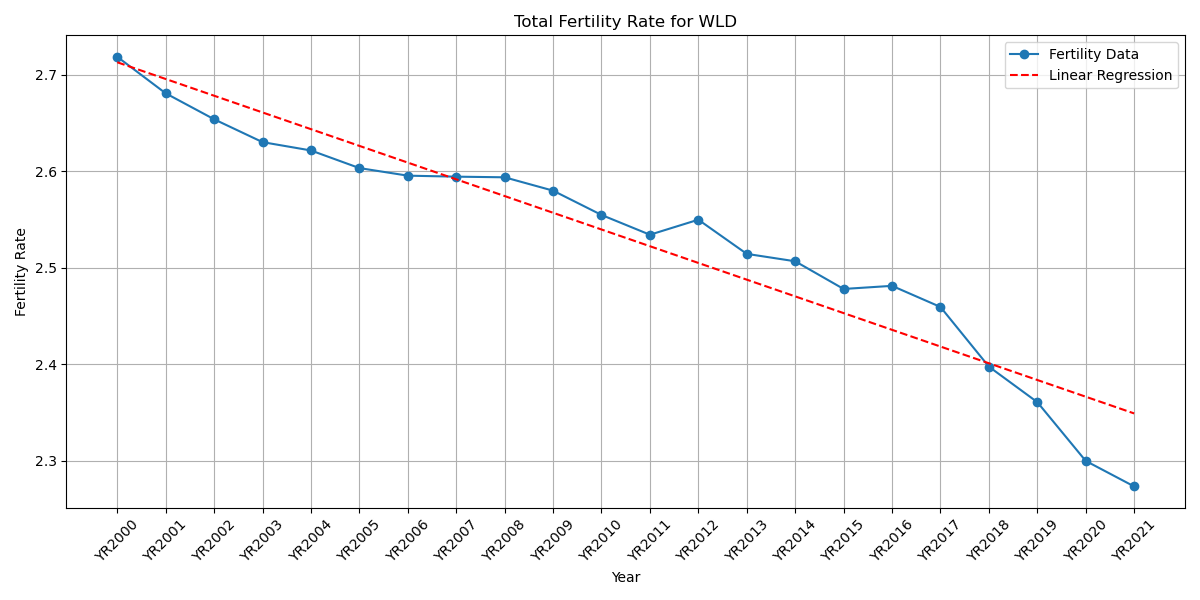 Total Fertility Rate for WLD
Fertility Data
Linear Regression
Fertility Rate
2.7
2.6
2.5
2.4
2.3
YR2000
YR2001
YR2002
YR2003
YR2004
YR2005
YR2006
YR2007
YR2008
YR2009
YR2010
YR2011
YR2012
YR2013
YR2014
YR2015
YR2016
YR2017
YR2018
YR2019
YR2020
YR2021
Year